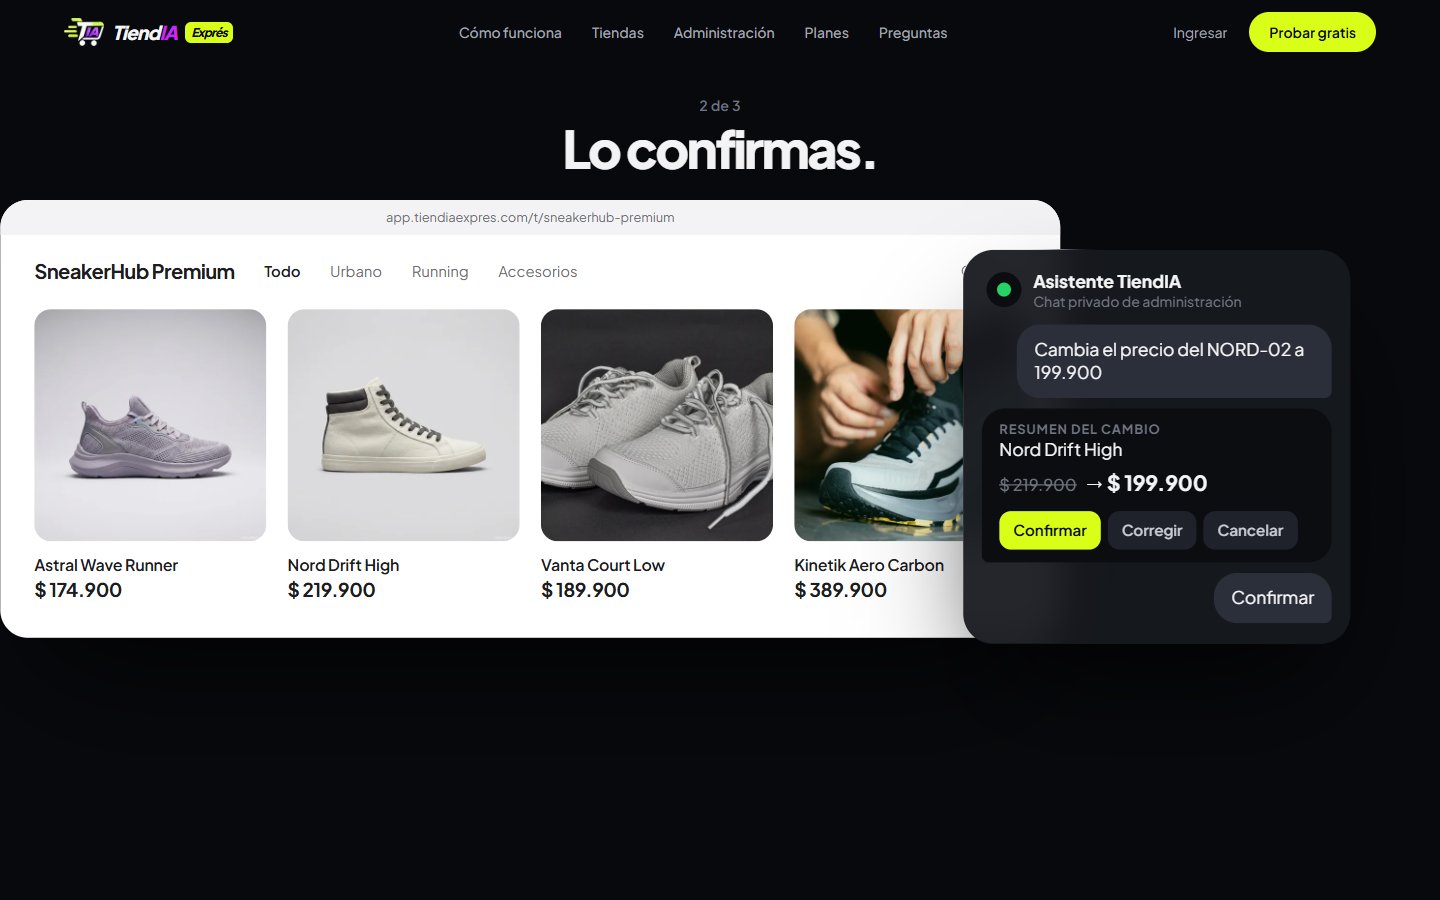 TIA TiendIA Exprés
Cómo funciona
Tiendas
Administración
Planes
Preguntas
Ingresar
Probar gratis
2 de 3
Lo confirmas.
app.tiendiaexpres.com/t/sneakerhub-premium
SneakerHub Premium
Todo
Urbano
Running
Accesorios
Astral Wave Runner
$ 174.900
Nord Drift High
$ 219.900
Vanta Court Low
$ 189.900
Kinetik Aero Carbon
$ 389.900
Asistente TiendIA
Chat privado de administración
Cambia el precio del NORD-02 a
199.900
RESUMEN DEL CAMBIO
Nord Drift High
$ 219.900 → $ 199.900
Confirmar
Corregir
Cancelar
Confirmar